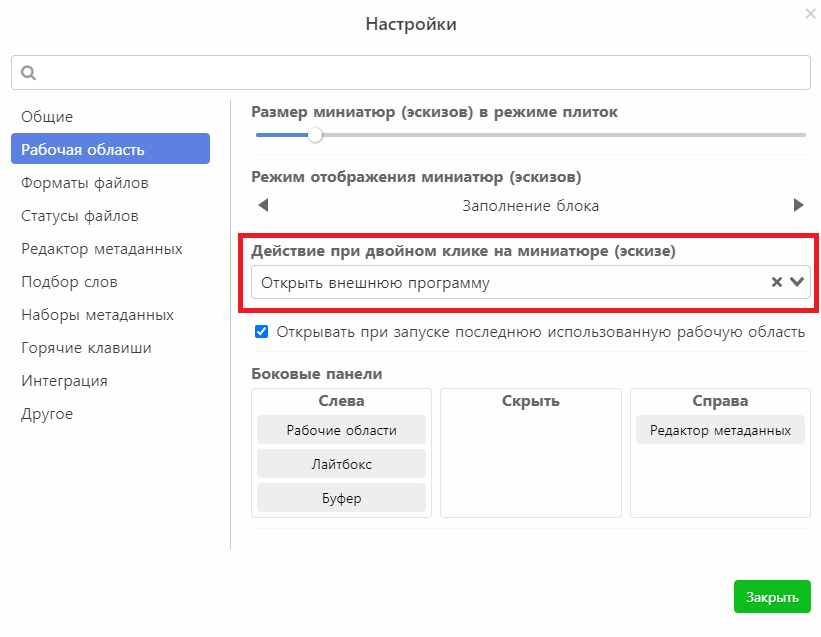 Настройки
Общие
Рабочая область
Форматы файлов
Статусы файлов
Редактор метаданных
Подбор слов
Наборы метаданных
Горячие клавиши
Интеграция
Другое
Размер миниатюр (эскизов) в режиме плиток
Режим отображения миниатюр (эскизов)
Заполнение блока
Действие при двойном клике на миниатюре (эскизе)
Открыть внешнюю программу
Открывать при запуске последнюю использованную рабочую область
Боковые панели
Слева
Рабочие области
Лайтбокс
Буфер
Скрыть
Справа
Редактор метаданных
Закрыть